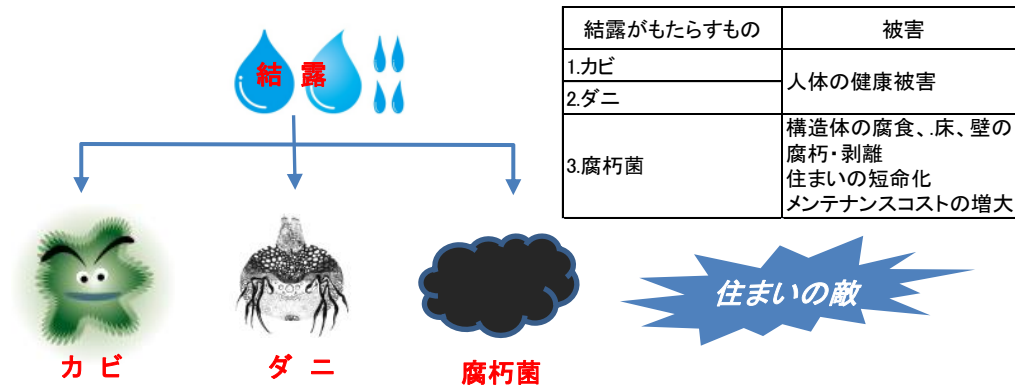 結露
カビ
ダニ
腐朽菌
結露がもたらすもの 被害
1.カビ
2.ダニ
人体の健康被害
3.腐朽菌
構造体の腐食、.床、壁の
腐朽・剥離
住まいの短命化
メンテナンスコストの増大
住まいの敵